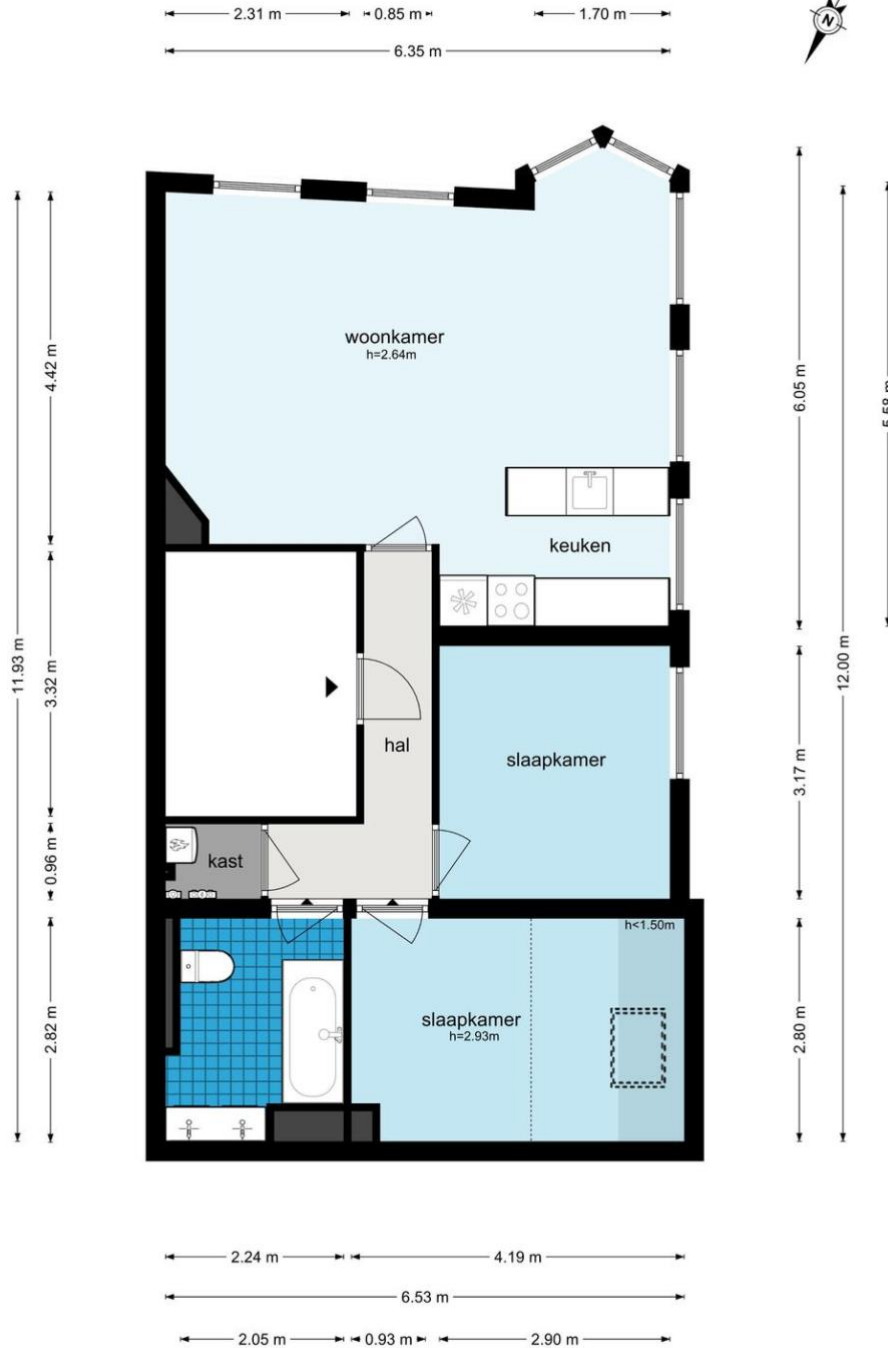 2.31 m
0.85 m
1.70 m
6.35 m
N
woonkamer
h=2.64m
keuken
hal
slaapkamer
kast
h<1.50m
slaapkamer
h=2.93m
11.93 m
4.42 m
3.32 m
0.96 m
2.82 m
6.05 m
3.17 m
2.80 m
12.00 m
5.58 m
2.24 m
4.19 m
6.53 m
2.05 m
0.93 m
2.90 m